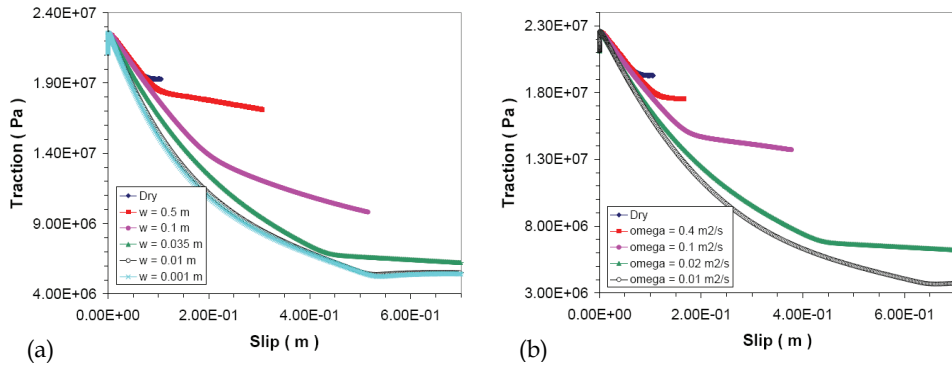 2.40E+07
1.90E+07
1.40E+07
9.00E+06
4.00E+06
Traction ( Pa )
Dry
w = 0.5 m
w = 0.1 m
w = 0.035 m
w = 0.01 m
w = 0.001 m
0.00E+00 2.00E-01 4.00E-01 6.00E-01
Slip ( m )
(a)
2.30E+07
1.80E+07
1.30E+07
8.00E+06
3.00E+06
Traction ( Pa )
Dry
omega = 0.4 m2/s
omega = 0.1 m2/s
omega = 0.02 m2/s
omega = 0.01 m2/s
0.00E+00 2.00E-01 4.00E-01 6.00E-01
Slip ( m )
(b)